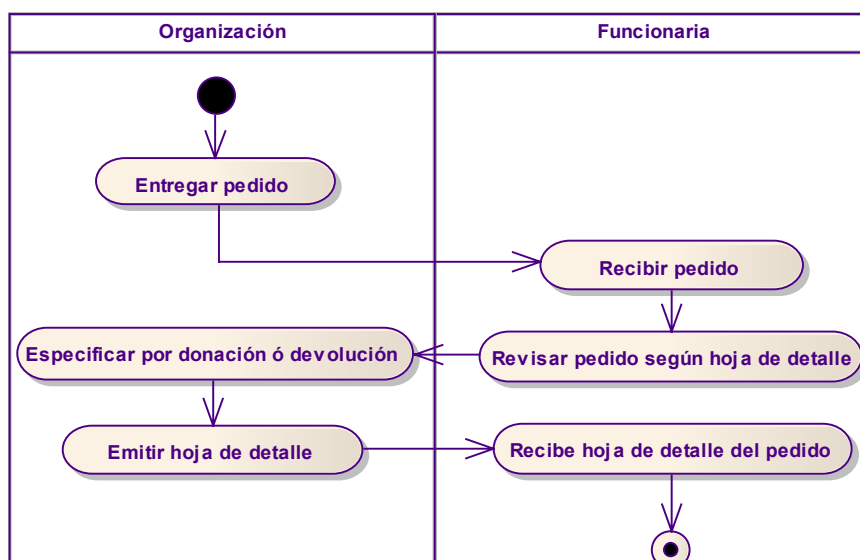 Organización
Funcionaria
Entregar pedido
Recibir pedido
Especificar por donación ó devolución
Revisar pedido según hoja de detalle
Emitir hoja de detalle
Recibe hoja de detalle del pedido